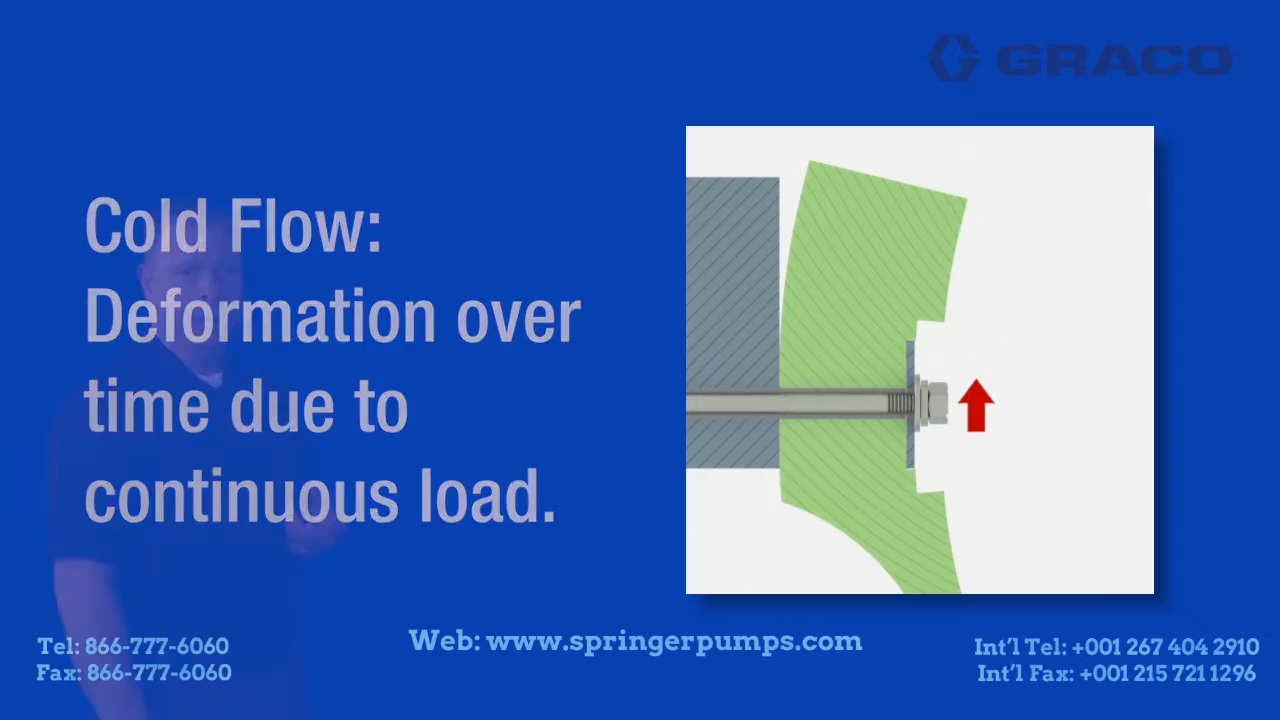 GRACO
Cold Flow:
Deformation over
time due to
continuous load.
Tel: 866-777-6060
Fax: 866-777-6060
Web: www.springerpumps.com
Int'l Tel: +001 267 404 2910
Int'l Fax: +001 215 721 1296